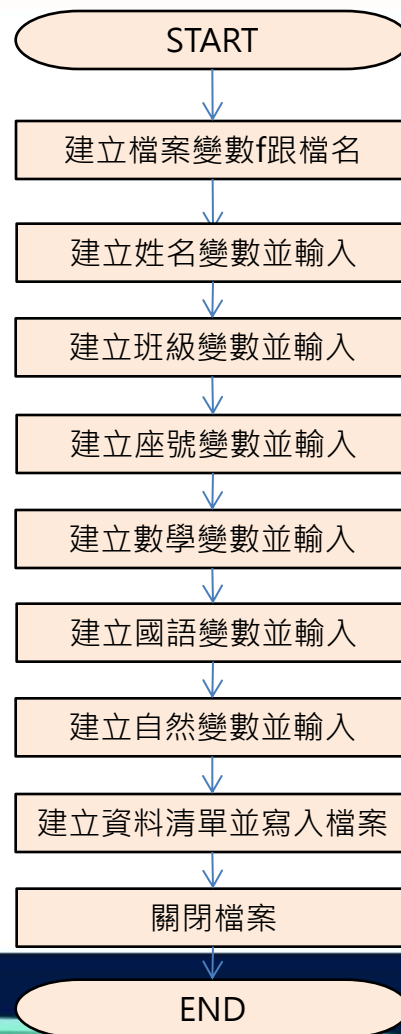 START
建立檔案變數f跟檔名
建立姓名變數並輸入
建立班級變數並輸入
建立座號變數並輸入
建立數學變數並輸入
建立國語變數並輸入
建立自然變數並輸入
建立資料清單並寫入檔案
關閉檔案
END